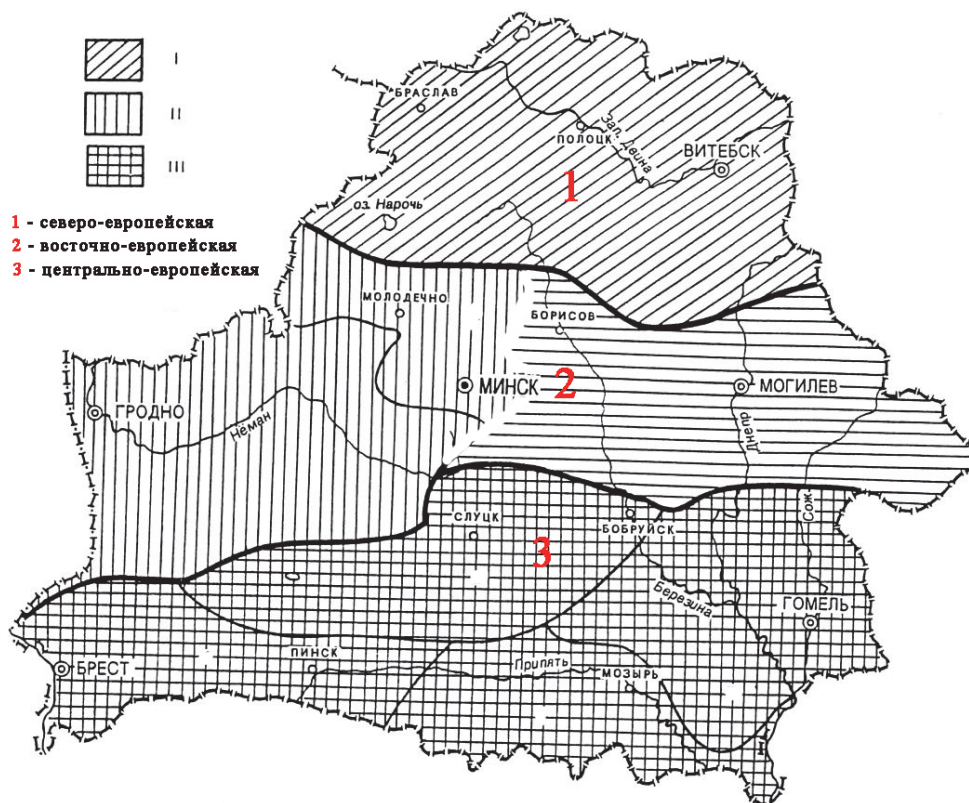 I
II
III
1 - северо-европейская
2 - восточно-европейская
3 - центрально-европейская
БРАСЛАВ
ПОЛОЦК
Зап. Двина
ВИТЕБСК
1
оз. Нарочь
МОЛОДЕЧНО
БОРИСОВ
МИНСК
2
МОГИЛЕВ
ГРОДНО
Нёман
Днепр
СЛУЦК
БОБРУЙСК
Сож
3
Березина
ГОМЕЛЬ
БРЕСТ
ПИНСК
Припять
МОЗЫРЬ